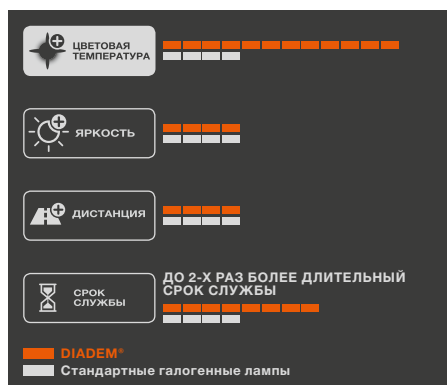 ЦВЕТОВАЯ
ТЕМПЕРАТУРА
ЯРКОСТЬ
ДИСТАНЦИЯ
ДО 2-Х РАЗ БОЛЕЕ ДЛИТЕЛЬНЫЙ
СРОК СЛУЖБЫ
СРОК
СЛУЖБЫ
DIADEM®
Стандартные галогенные лампы